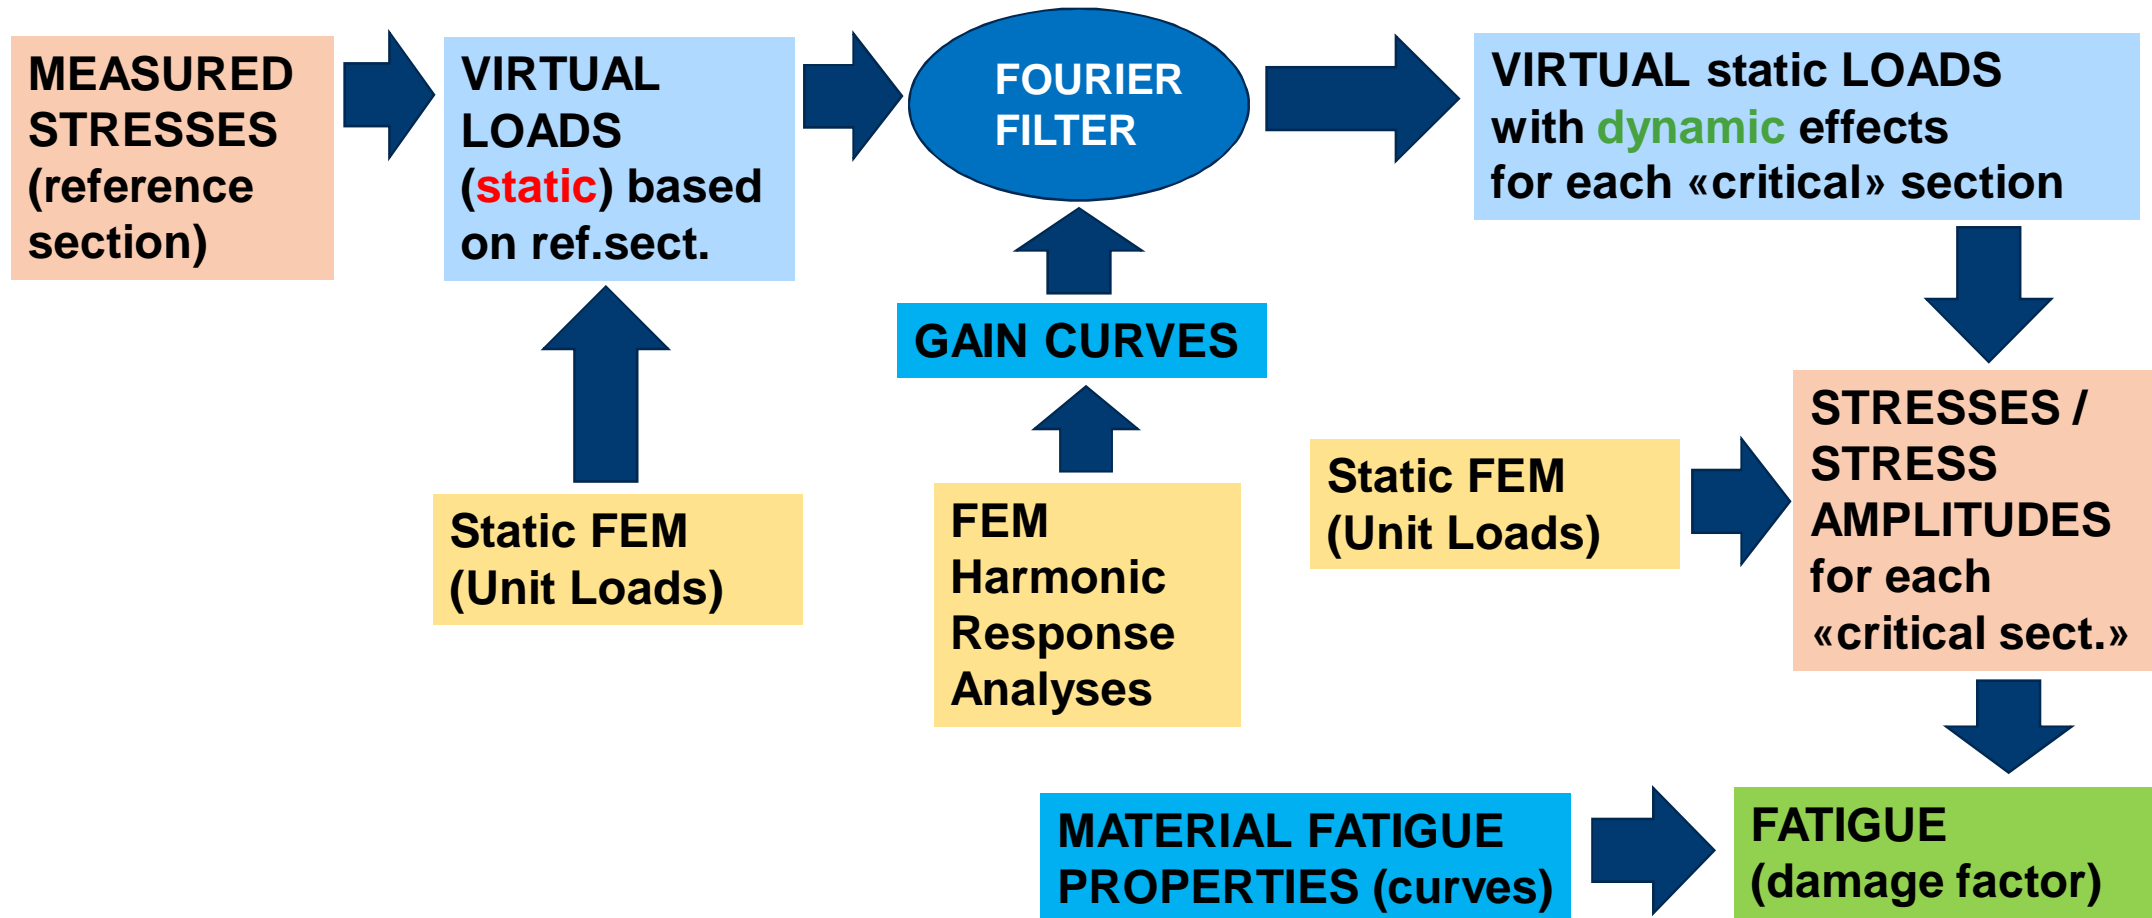 MEASURED
STRESSES
(reference
section)
VIRTUAL
LOADS
(static) based
on ref.sect.
FOURIER
FILTER
VIRTUAL static LOADS
with dynamic effects
for each «critical» section
GAIN CURVES
Static FEM
(Unit Loads)
FEM
Harmonic
Response
Analyses
Static FEM
(Unit Loads)
STRESSES /
STRESS
AMPLITUDES
for each
«critical sect.»
MATERIAL FATIGUE
PROPERTIES (curves)
FATIGUE
(damage factor)